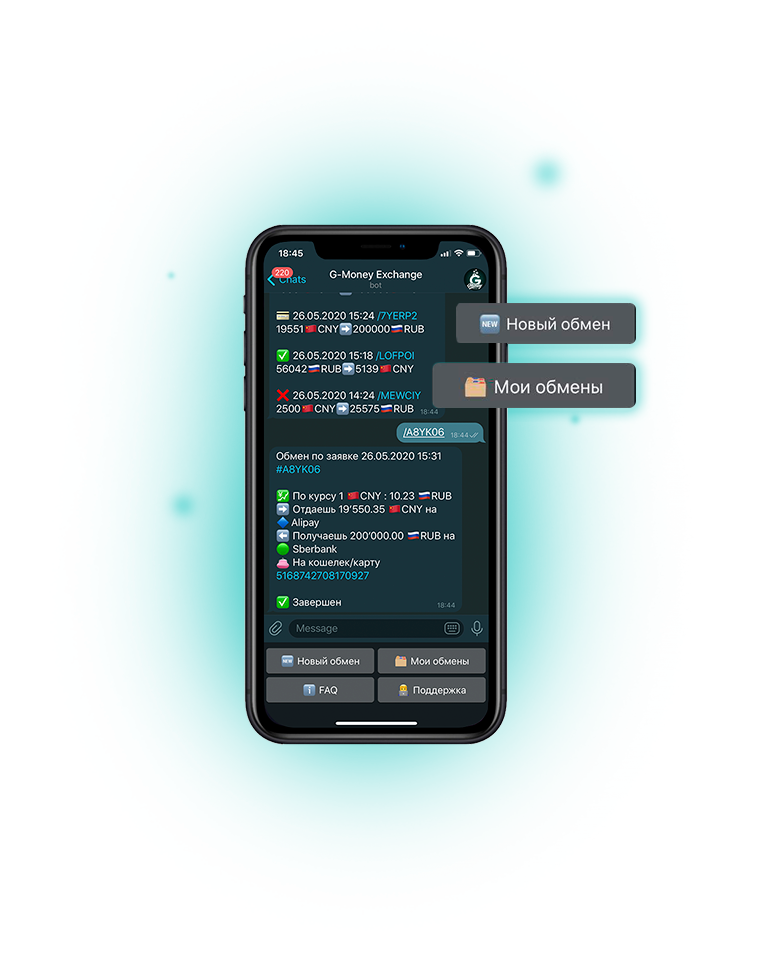 18:45
220
Chats
G-Money Exchange
bot
26.05.2020 15:24 /7YERP2
19551🇨🇳CNY➡️200000🇷🇺RUB
✅ 26.05.2020 15:18 /LOFPOI
56042🇷🇺RUB➡️5139🇨🇳CNY
❌ 26.05.2020 14:24 /MEWCIY
2500🇨🇳CNY➡️25575🇷🇺RUB 18:44
/A8YK06 18:44
Обмен по заявке 26.05.2020 15:31
#A8YK06
По курсу 1 🇨🇳CNY : 10.23 🇷🇺RUB
➡️ Отдаешь 19’550.35 🇨🇳CNY на
🔷 Alipay
⬅️ Получаешь 200’000.00 🇷🇺RUB на
🟢 Sberbank
👛 На кошелек/карту
5168742708170927
✅ Завершен 18:44
Message
🆕 Новый обмен
🗂 Мои обмены
ℹ️ FAQ
Поддержка
🆕 Новый обмен
🗂 Мои обмены